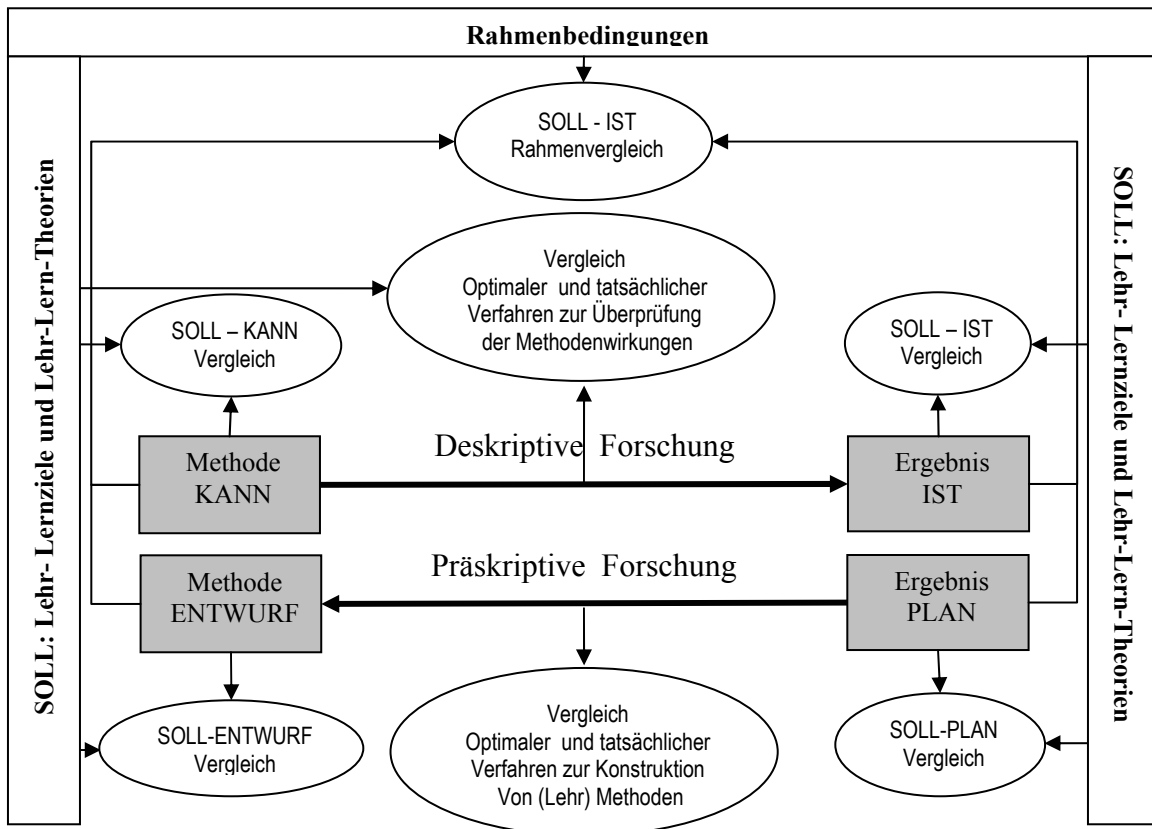 Rahmenbedingungen
SOLL: Lehr- Lernziele und Lehr-Lern-Theorien
SOLL - IST
Rahmenvergleich
Vergleich
Optimaler und tatsächlicher
Verfahren zur Überprüfung
der Methodenwirkungen
SOLL – KANN
Vergleich
SOLL – IST
Vergleich
Methode
KANN
Deskriptive Forschung
Ergebnis
IST
Methode
ENTWURF
Präskriptive Forschung
Ergebnis
PLAN
SOLL-ENTWURF
Vergleich
Vergleich
Optimaler und tatsächlicher
Verfahren zur Konstruktion
Von (Lehr) Methoden
SOLL-PLAN
Vergleich
SOLL: Lehr- Lernziele und Lehr-Lern-Theorien